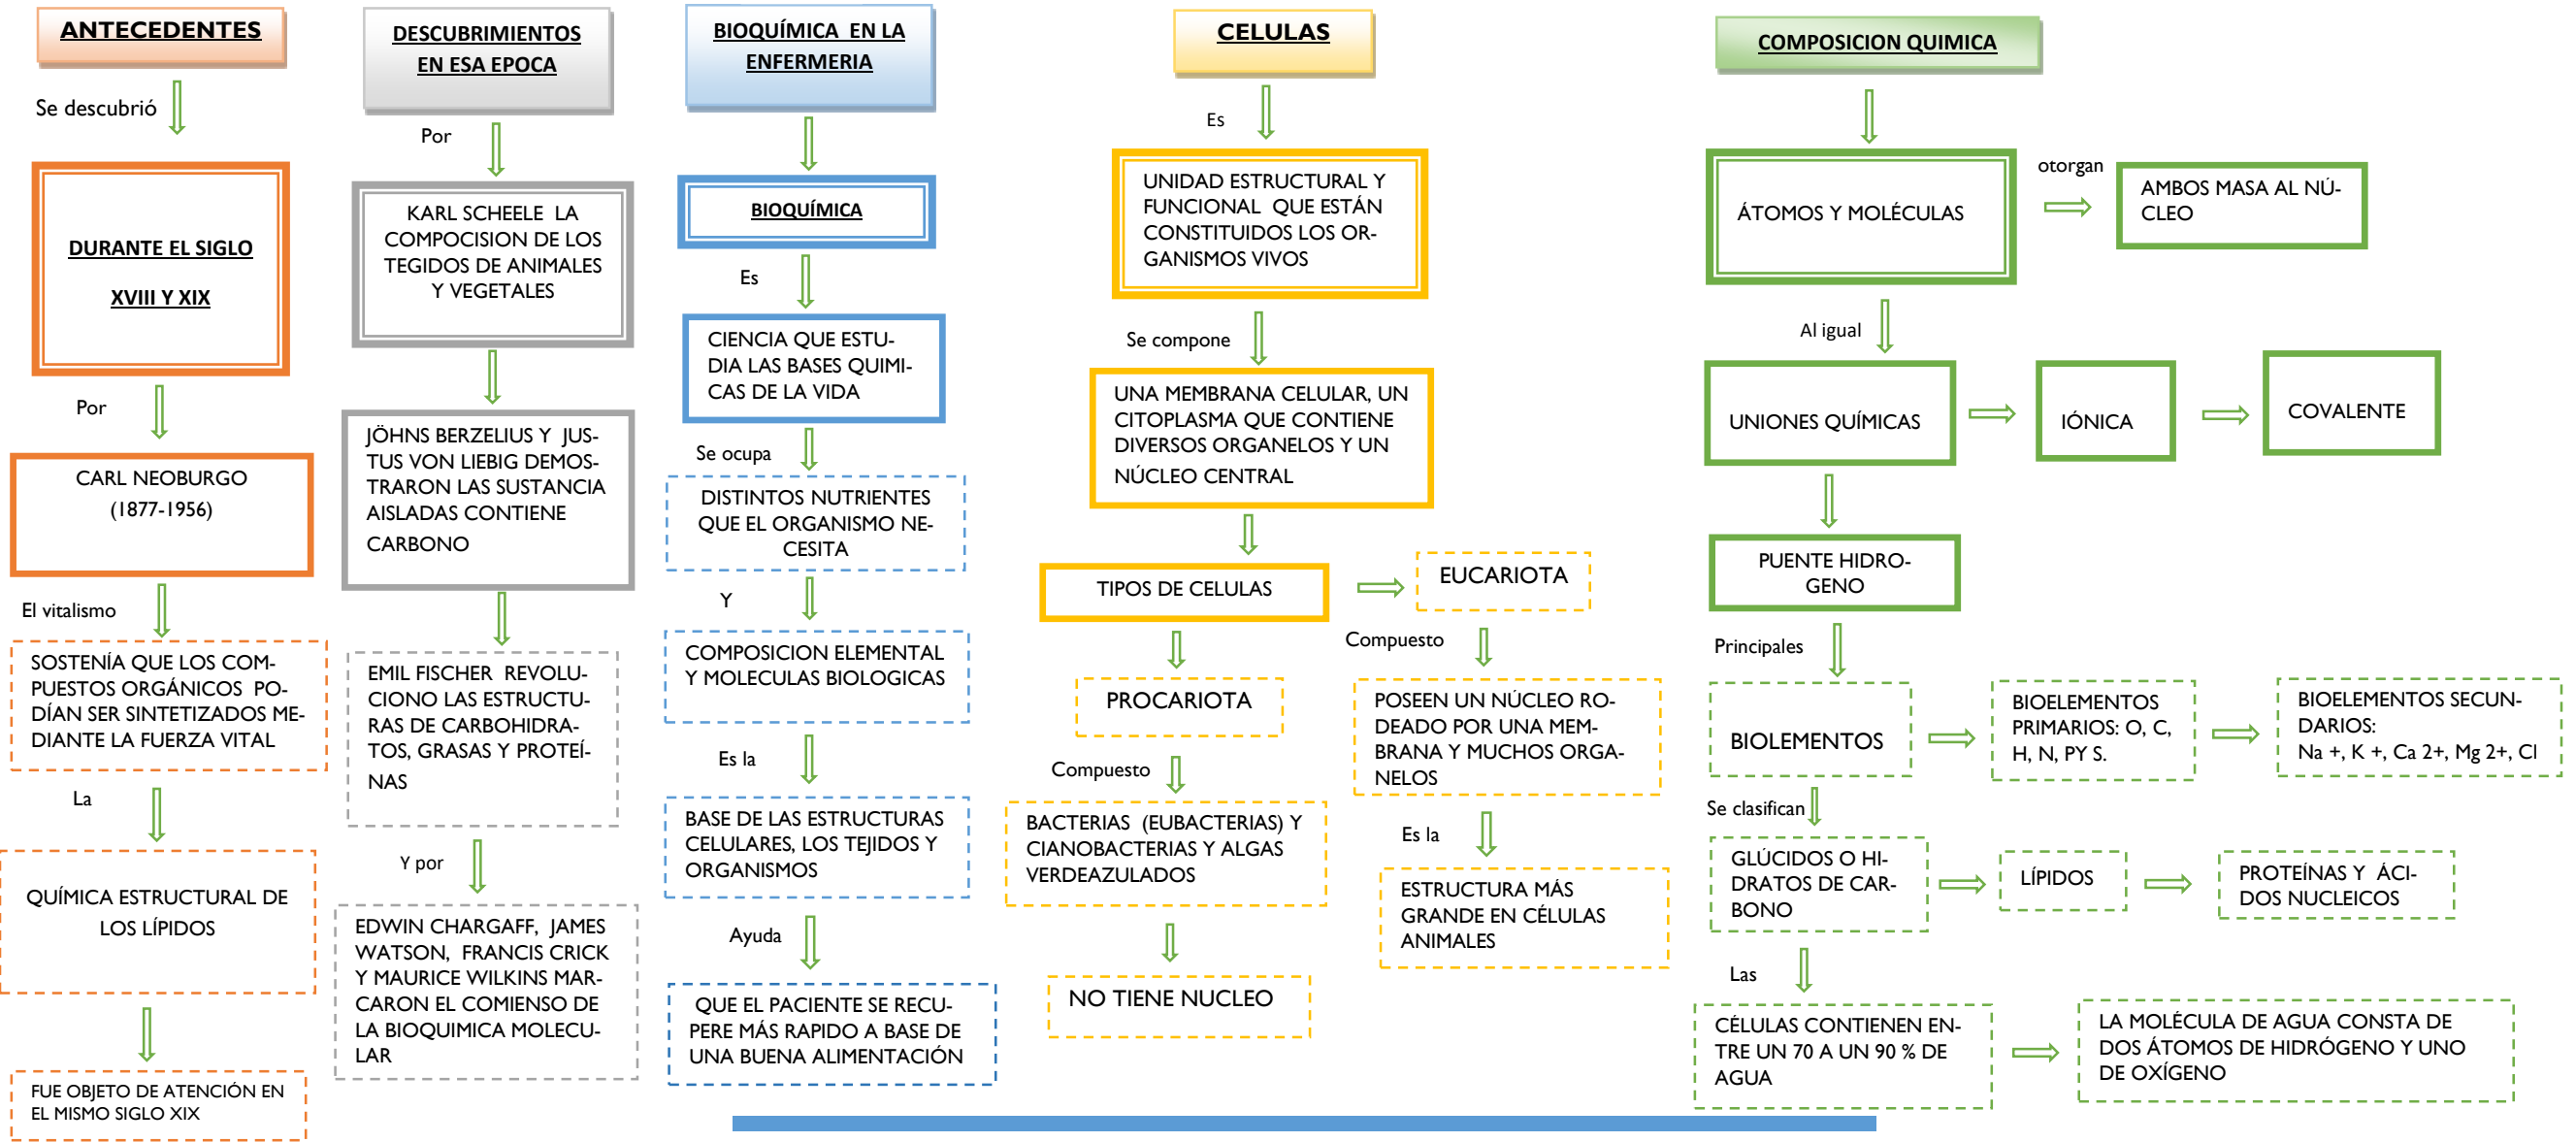 ANTECEDENTES
Se descubrió
DURANTE EL SIGLO
XVIII Y XIX
Por
CARL NEOBURGO
(1877-1956)
El vitalismo
SOSTENÍA QUE LOS COM-
PUESTOS ORGÁNICOS PO-
DÍAN SER SINTETIZADOS ME-
DIANTE LA FUERZA VITAL
La
QUÍMICA ESTRUCTURAL DE
LOS LÍPIDOS
FUE OBJETO DE ATENCIÓN EN
EL MISMO SIGLO XIX
DESCUBRIMIENTOS
EN ESA EPOCA
Por
KARL SCHEELE LA
COMPOCISION DE LOS
TEGIDOS DE ANIMALES
Y VEGETALES
JÖHNS BERZELIUS Y JUS-
TUS VON LIEBIG DEMOS-
TRARON LAS SUSTANCIA
AISLADAS CONTIENE
CARBONO
EMIL FISCHER REVOLU-
CIONO LAS ESTRUCTU-
RAS DE CARBOHIDRA-
TOS, GRASAS Y PROTEÍ-
NAS
Y por
EDWIN CHARGAFF, JAMES
WATSON, FRANCIS CRICK
Y MAURICE WILKINS MAR-
CARON EL COMIENSO DE
LA BIOQUIMICA MOLECU-
LAR
BIOQUÍMICA EN LA
ENFERMERIA
BIOQUÍMICA
Es
CIENCIA QUE ESTU-
DIA LAS BASES QUIMI-
CAS DE LA VIDA
Se ocupa
DISTINTOS NUTRIENTES
QUE EL ORGANISMO NE-
CESITA
Y
COMPOSICION ELEMENTAL
Y MOLECULAS BIOLOGICAS
Es la
BASE DE LAS ESTRUCTURAS
CELULARES, LOS TEJIDOS Y
ORGANISMOS
Ayuda
QUE EL PACIENTE SE RECU-
PERE MÁS RAPIDO A BASE DE
UNA BUENA ALIMENTACIÓN
CELULAS
Es
UNIDAD ESTRUCTURAL Y
FUNCIONAL QUE ESTÁN
CONSTITUIDOS LOS OR-
GANISMOS VIVOS
Se compone
UNA MEMBRANA CELULAR, UN
CITOPLASMA QUE CONTIENE
DIVERSOS ORGANELOS Y UN
NÚCLEO CENTRAL
TIPOS DE CELULAS
PROCARIOTA
Compuesto
BACTERIAS (EUBACTERIAS) Y
CIANOBACTERIAS Y ALGAS
VERDEAZULADOS
NO TIENE NUCLEO
EUCARIOTA
Compuesto
POSEEN UN NÚCLEO RO-
DEADO POR UNA MEM-
BRANA Y MUCHOS ORGA-
NELOS
Es la
ESTRUCTURA MÁS
GRANDE EN CÉLULAS
ANIMALES
COMPOSICION QUIMICA
ÁTOMOS Y MOLÉCULAS
otorgan
AMBOS MASA AL NÚ-
CLEO
Al igual
UNIONES QUÍMICAS
IÓNICA
COVALENTE
PUENTE HIDRO-
GENO
Principales
BIOLEMENTOS
BIOELEMENTOS
PRIMARIOS: O, C,
H, N, PY S.
BIOELEMENTOS SECUN-
DARIOS:
Na +, K +, Ca 2+, Mg 2+, Cl
Se clasifican
GLÚCIDOS O HI-
DRATOS DE CAR-
BONO
LÍPIDOS
PROTEÍNAS Y ÁCI-
DOS NUCLEICOS
Las
CÉLULAS CONTIENEN EN-
TRE UN 70 A UN 90 % DE
AGUA
LA MOLÉCULA DE AGUA CONSTA DE
DOS ÁTOMOS DE HIDRÓGENO Y UNO
DE OXÍGENO